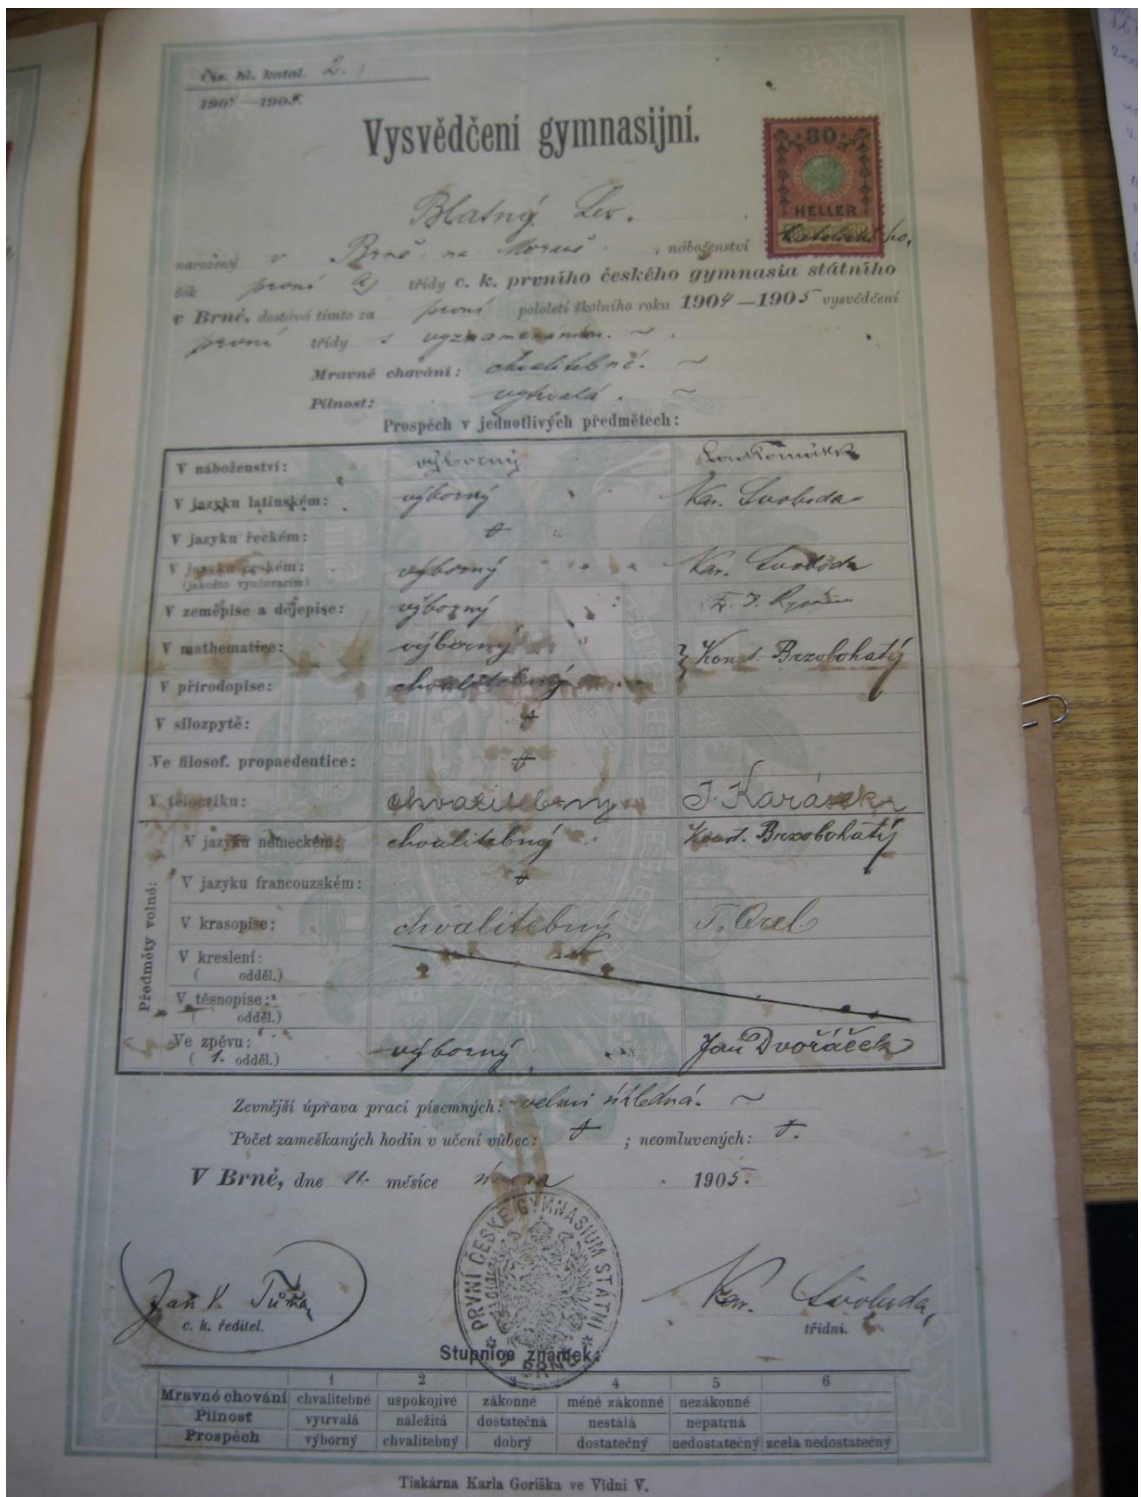 Čís. hl. katal. 2.
1904—1905.
Vysvědčení gymnasijní.
30
HELLER
Blatný Lev.
narozený v Brně na Moravě, náboženství katolického,
žák první a) třídy c. k. prvního českého gymnasia státního
v Brně, dostává tímto za první pololetí školního roku 1904—1905 vysvědčení
první třídy s vyznamenáním.
Mravné chování: chvalitebné.
Pilnost: vytrvalá.
Prospěch v jednotlivých předmětech:
V náboženství: výborný
V jazyku latinském: výborný Kar. Svoboda
V jazyku řeckém: +
V jazyku českém: výborný Kar. Svoboda
(jakožto vyučovacím)
V zeměpise a dějepise: výborný
V mathematice: výborný Konst. Brzobohatý
V přírodopise: chvalitebný
V silozpytě: +
Ve filosof. propaedeutice: +
V tělocviku: chvalitebný J. Karásek
Předměty volné:
V jazyku německém: chvalitebný Konst. Brzobohatý
V jazyku francouzském: +
V krasopise: chvalitebný T. Orel
V kreslení:
( odděl.)
V těsnopise:
( odděl.)
Ve zpěvu: výborný Jan Dvořáček
( 1. odděl.)
Zevnější úprava prací písemných: velmi úhledná.
Počet zameškaných hodin v učení vůbec: + ; neomluvených: +.
V Brně, dne 11. měsíce února 1905.
PRVNÍ ČESKÉ GYMNASIUM STÁTNÍ
BRNO
Jan V. Tůma,
c. k. ředitel.
Kar. Svoboda,
třídní.
Stupnice známek:
1 2 3 4 5 6
Mravné chování chvalitebné uspokojivé zákonné méně zákonné nezákonné
Pilnost vytrvalá náležitá dostatečná nestálá nepatrná
Prospěch výborný chvalitebný dobrý dostatečný nedostatečný zcela nedostatečný
Tiskárna Karla Goriška ve Vídni V.